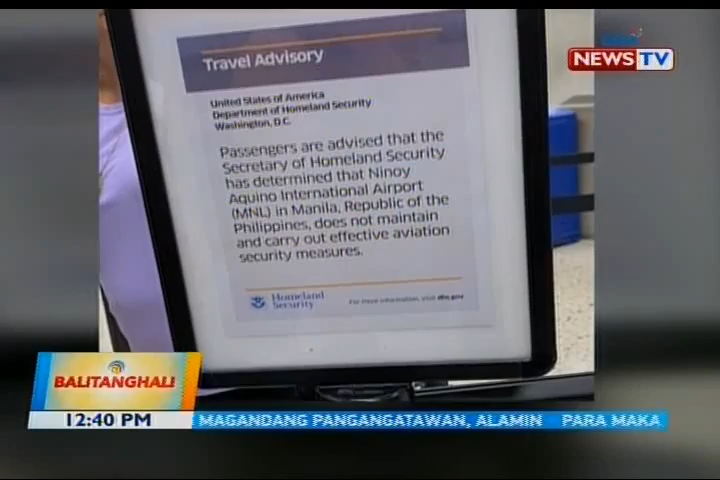 NEWS TV
Travel Advisory
United States of America
Department of Homeland Security
Washington, D.C.
Passengers are advised that the
Secretary of Homeland Security
has determined that Ninoy
Aquino International Airport
(MNL) in Manila, Republic of the
Philippines, does not maintain
and carry out effective aviation
security measures.
Homeland
Security
For more information, visit dhs.gov
BALITANGHALI
12:40 PM
MAGANDANG PANGANGATAWAN, ALAMIN PARA MAKA